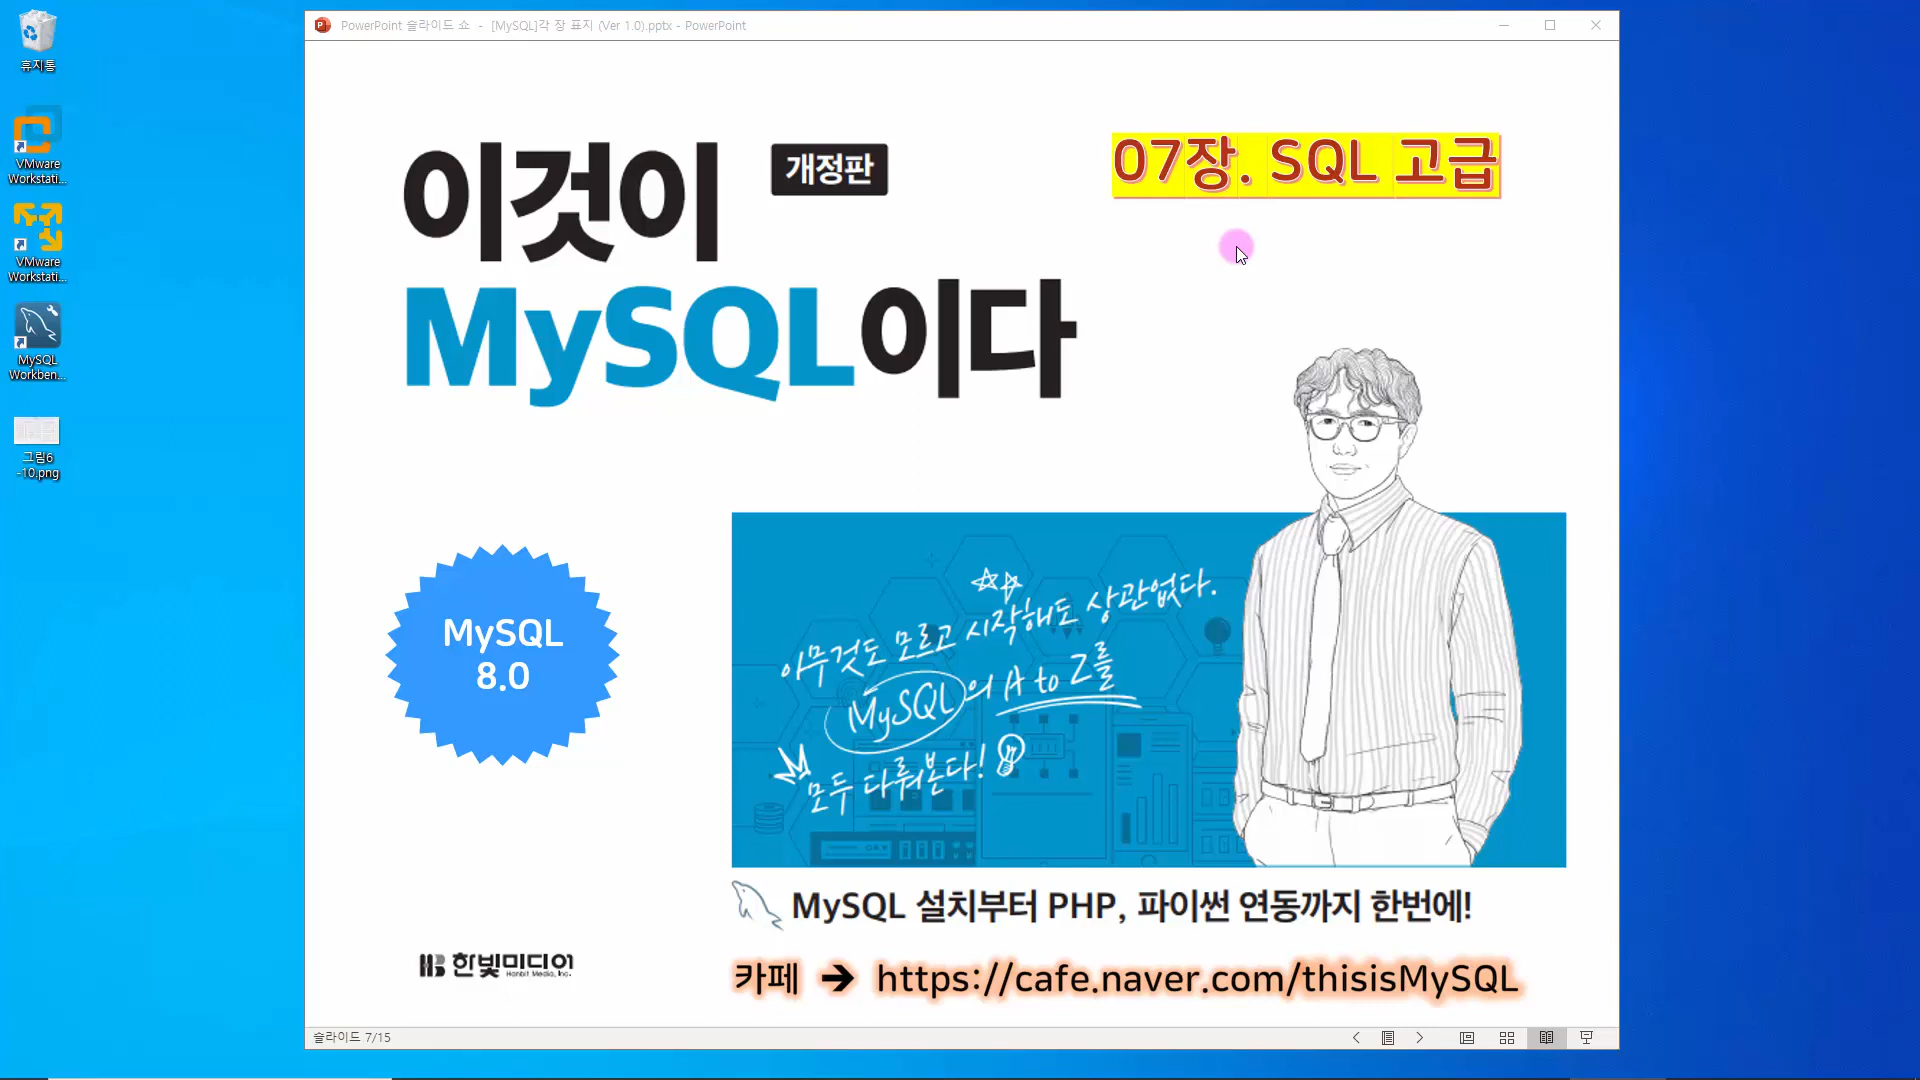 PowerPoint 슬라이드 쇼 - [MySQL]각 장 표지 (Ver 1.0).pptx - PowerPoint
휴지통
VMware
Workstati...
VMware
Workstati...
MySQL
Workben...
그림6
-10.png
이것이
개정판
MySQL이다
07장. SQL 고급
MySQL
8.0
아무것도 모르고 시작해도 상관없다.
MySQL의 A to Z를
모두 다뤄본다!
MySQL 설치부터 PHP, 파이썬 연동까지 한번에!
한빛미디어
Hanbit Media, Inc.
카페 ➔ https://cafe.naver.com/thisisMySQL
슬라이드 7/15